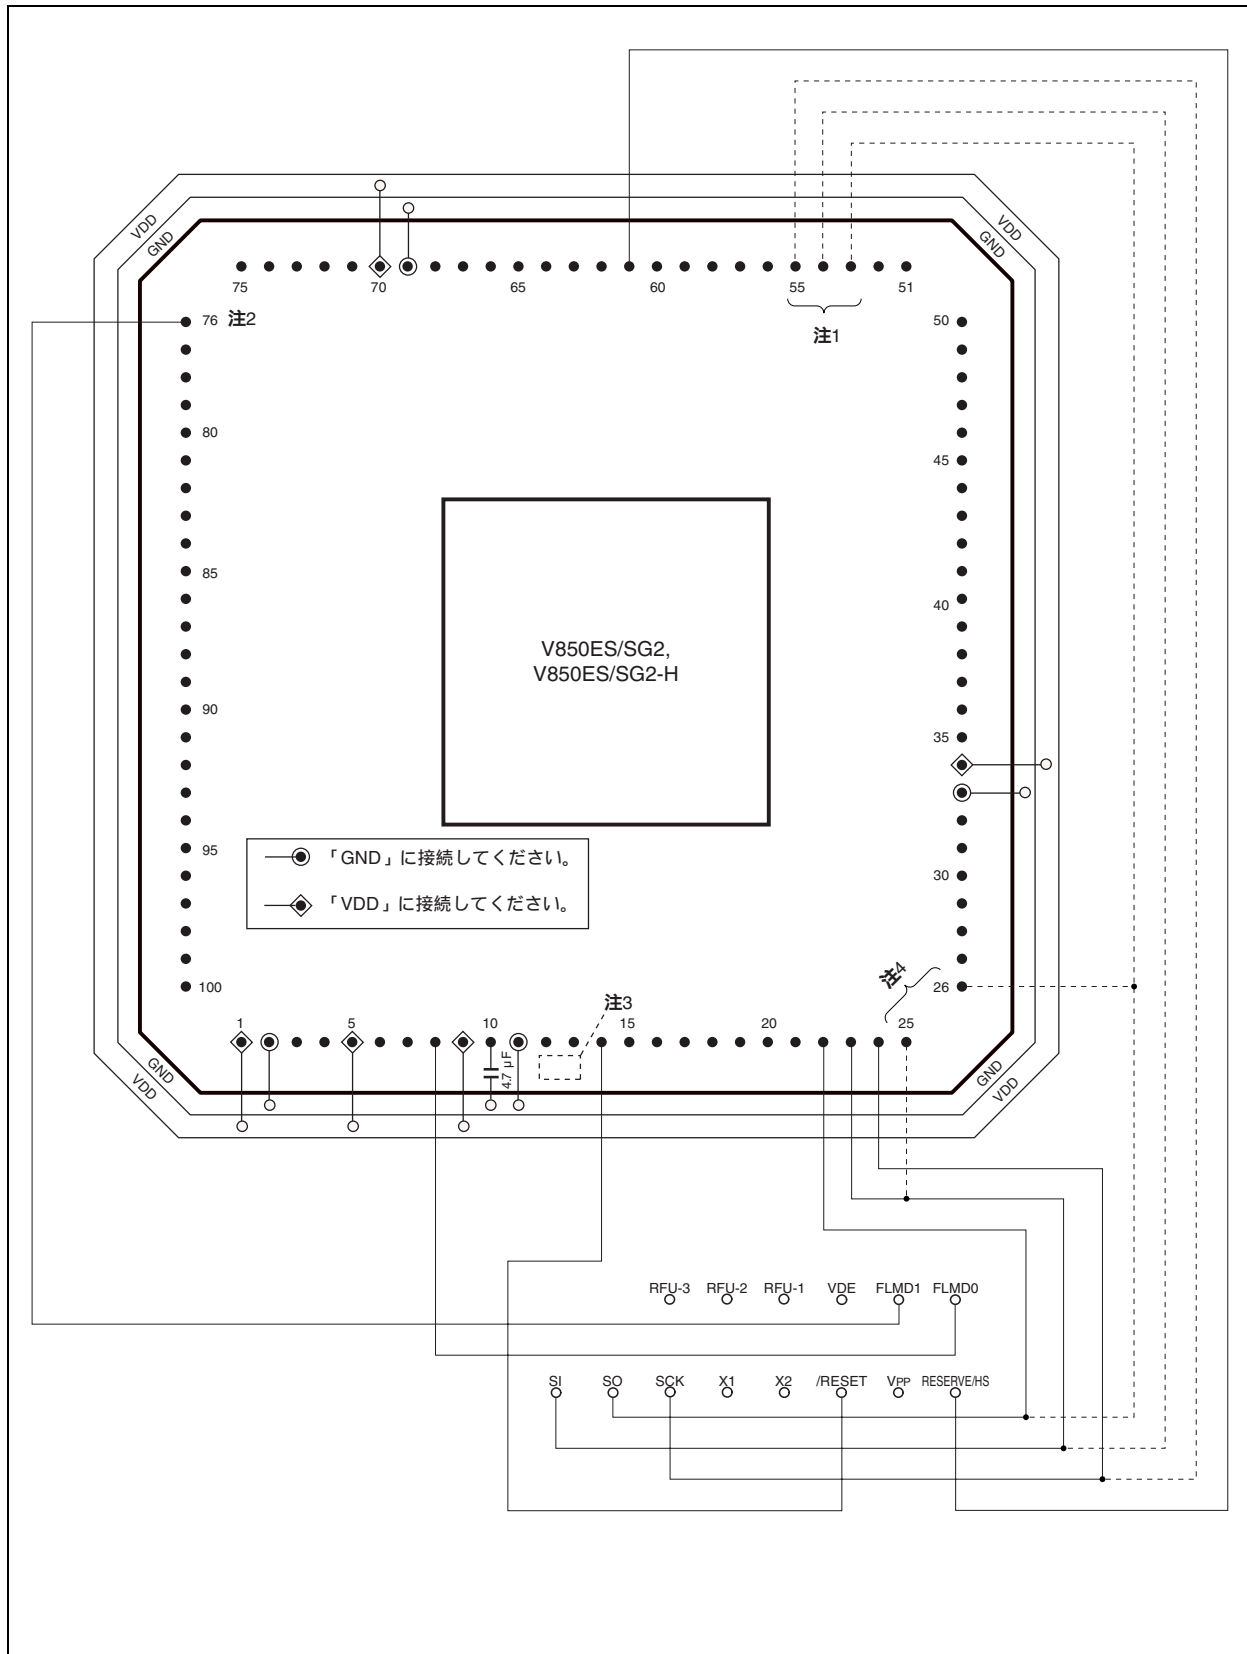 VDD
GND
VDD
GND
75
70
65
60
55
51
注1
76 注2
50
80
45
85
40
V850ES/SG2,
V850ES/SG2-H
90
35
95
「GND」に接続してください。
30
「VDD」に接続してください。
100
注4
26
注3
1
5
10
15
20
25
4.7 μF
GND
VDD
GND
VDD
RFU-3 RFU-2 RFU-1 VDE FLMD1 FLMD0
SI SO SCK X1 X2 /RESET VPP RESERVE/HS